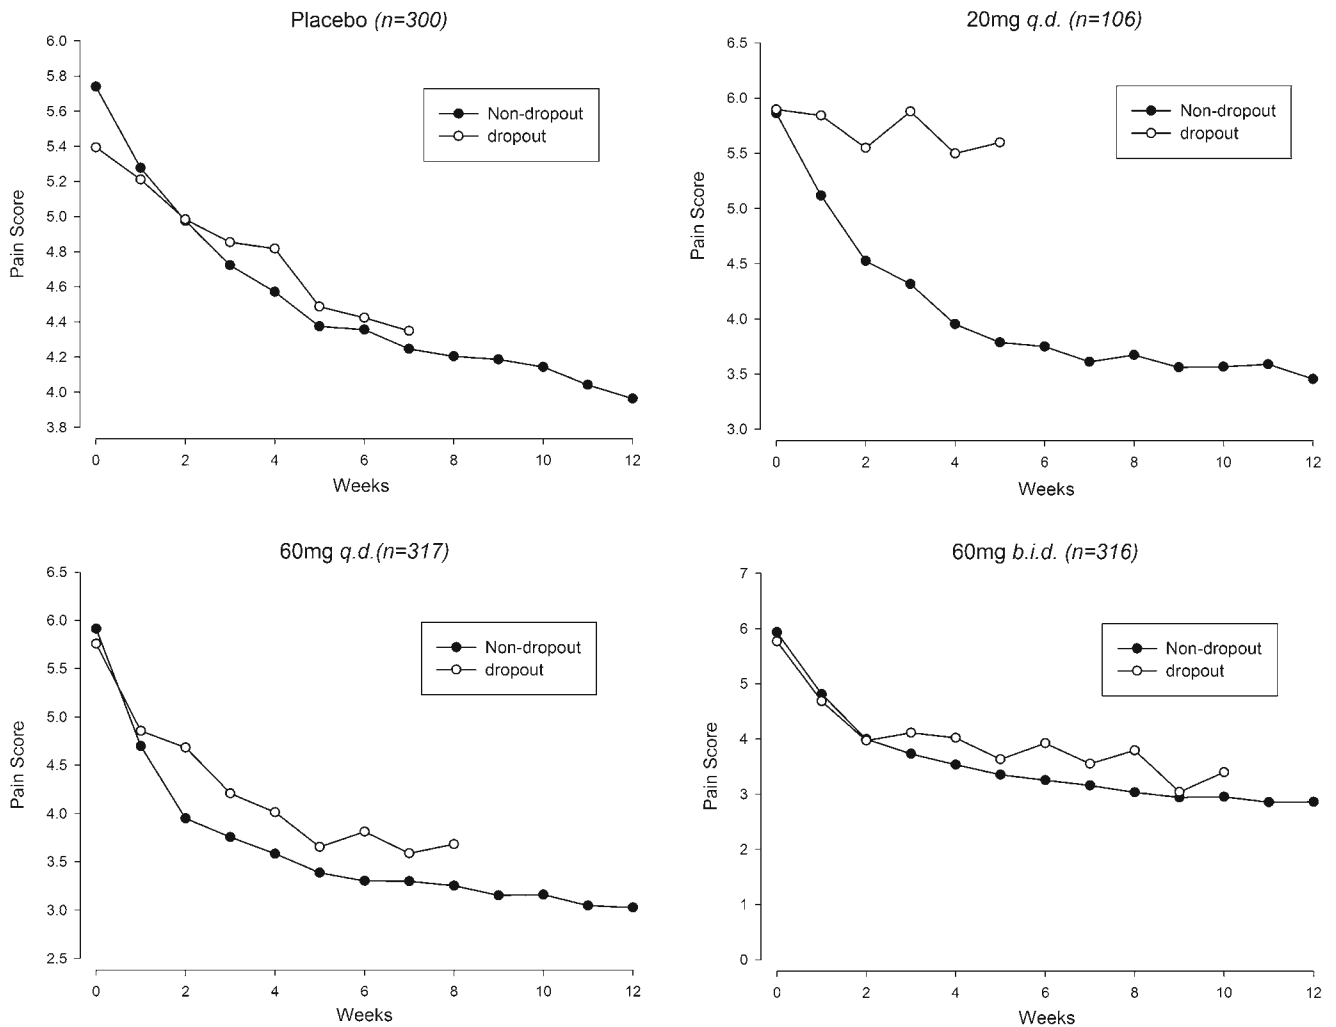 Placebo (n=300)
6.0
5.8
5.6
5.4
5.2
5.0
4.8
4.6
4.4
4.2
4.0
3.8
Pain Score
Non-dropout
dropout
0 2 4 6 8 10 12
Weeks
20mg q.d. (n=106)
6.5
6.0
5.5
5.0
4.5
4.0
3.5
3.0
Pain Score
Non-dropout
dropout
0 2 4 6 8 10 12
Weeks
60mg q.d.(n=317)
6.5
6.0
5.5
5.0
4.5
4.0
3.5
3.0
2.5
Pain Score
Non-dropout
dropout
0 2 4 6 8 10 12
Weeks
60mg b.i.d. (n=316)
7
6
5
4
3
2
1
0
Pain Score
Non-dropout
dropout
0 2 4 6 8 10 12
Weeks